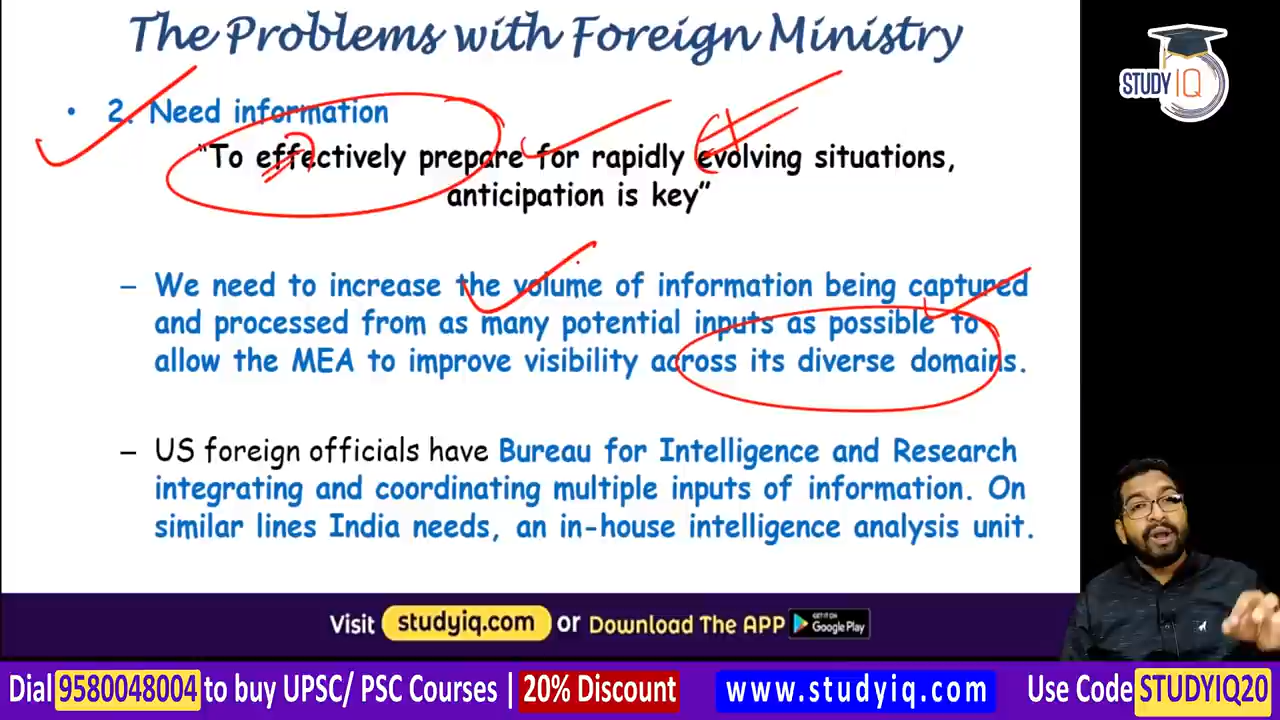 The Problems with Foreign Ministry
STUDY IQ
• 2. Need information
"To effectively prepare for rapidly evolving situations,
anticipation is key”
– We need to increase the volume of information being captured
and processed from as many potential inputs as possible to
allow the MEA to improve visibility across its diverse domains.
– US foreign officials have Bureau for Intelligence and Research
integrating and coordinating multiple inputs of information. On
similar lines India needs, an in-house intelligence analysis unit.
Visit studyiq.com or Download The APP GET IT ON Google Play
Dial 9580048004 to buy UPSC/ PSC Courses | 20% Discount www.studyiq.com Use Code STUDYIQ20